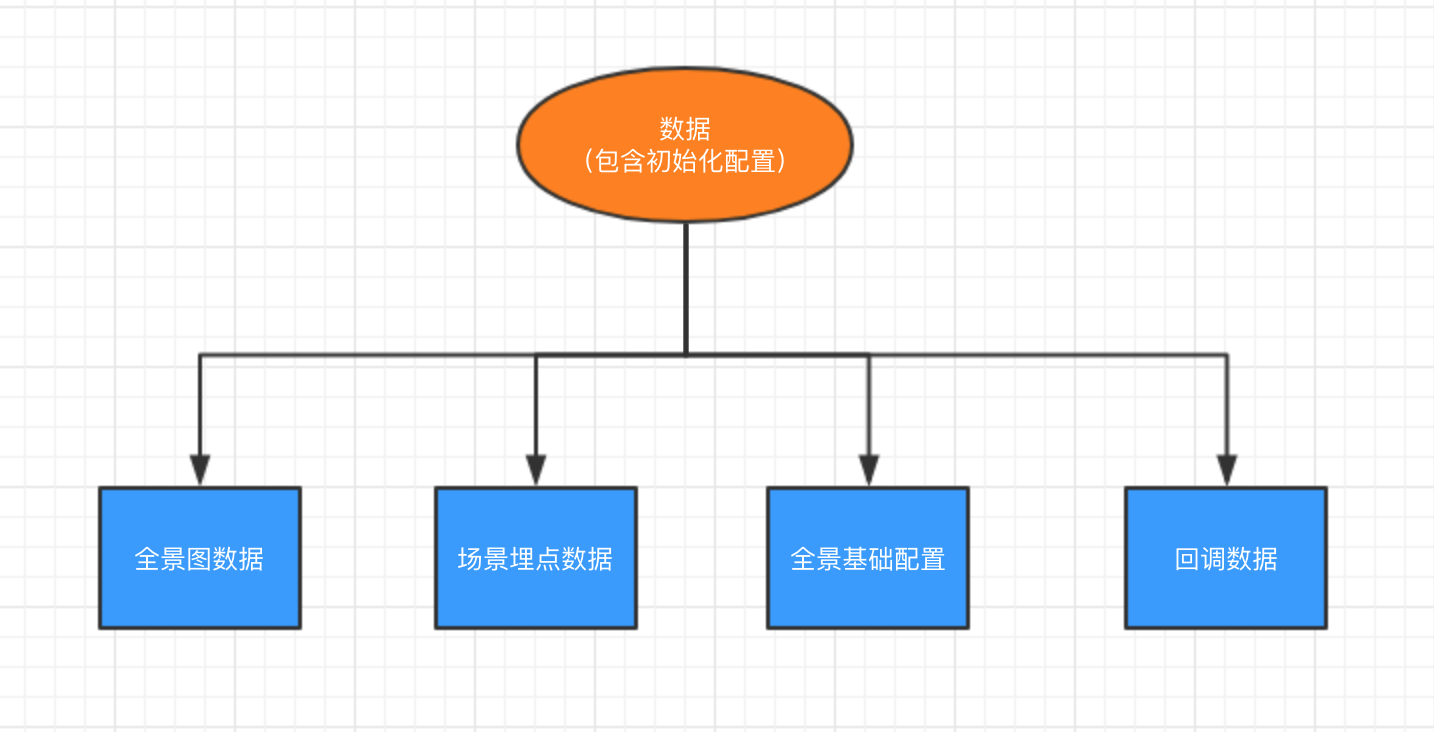 数据
（包含初始化配置）
全景图数据
场景埋点数据
全景基础配置
回调数据